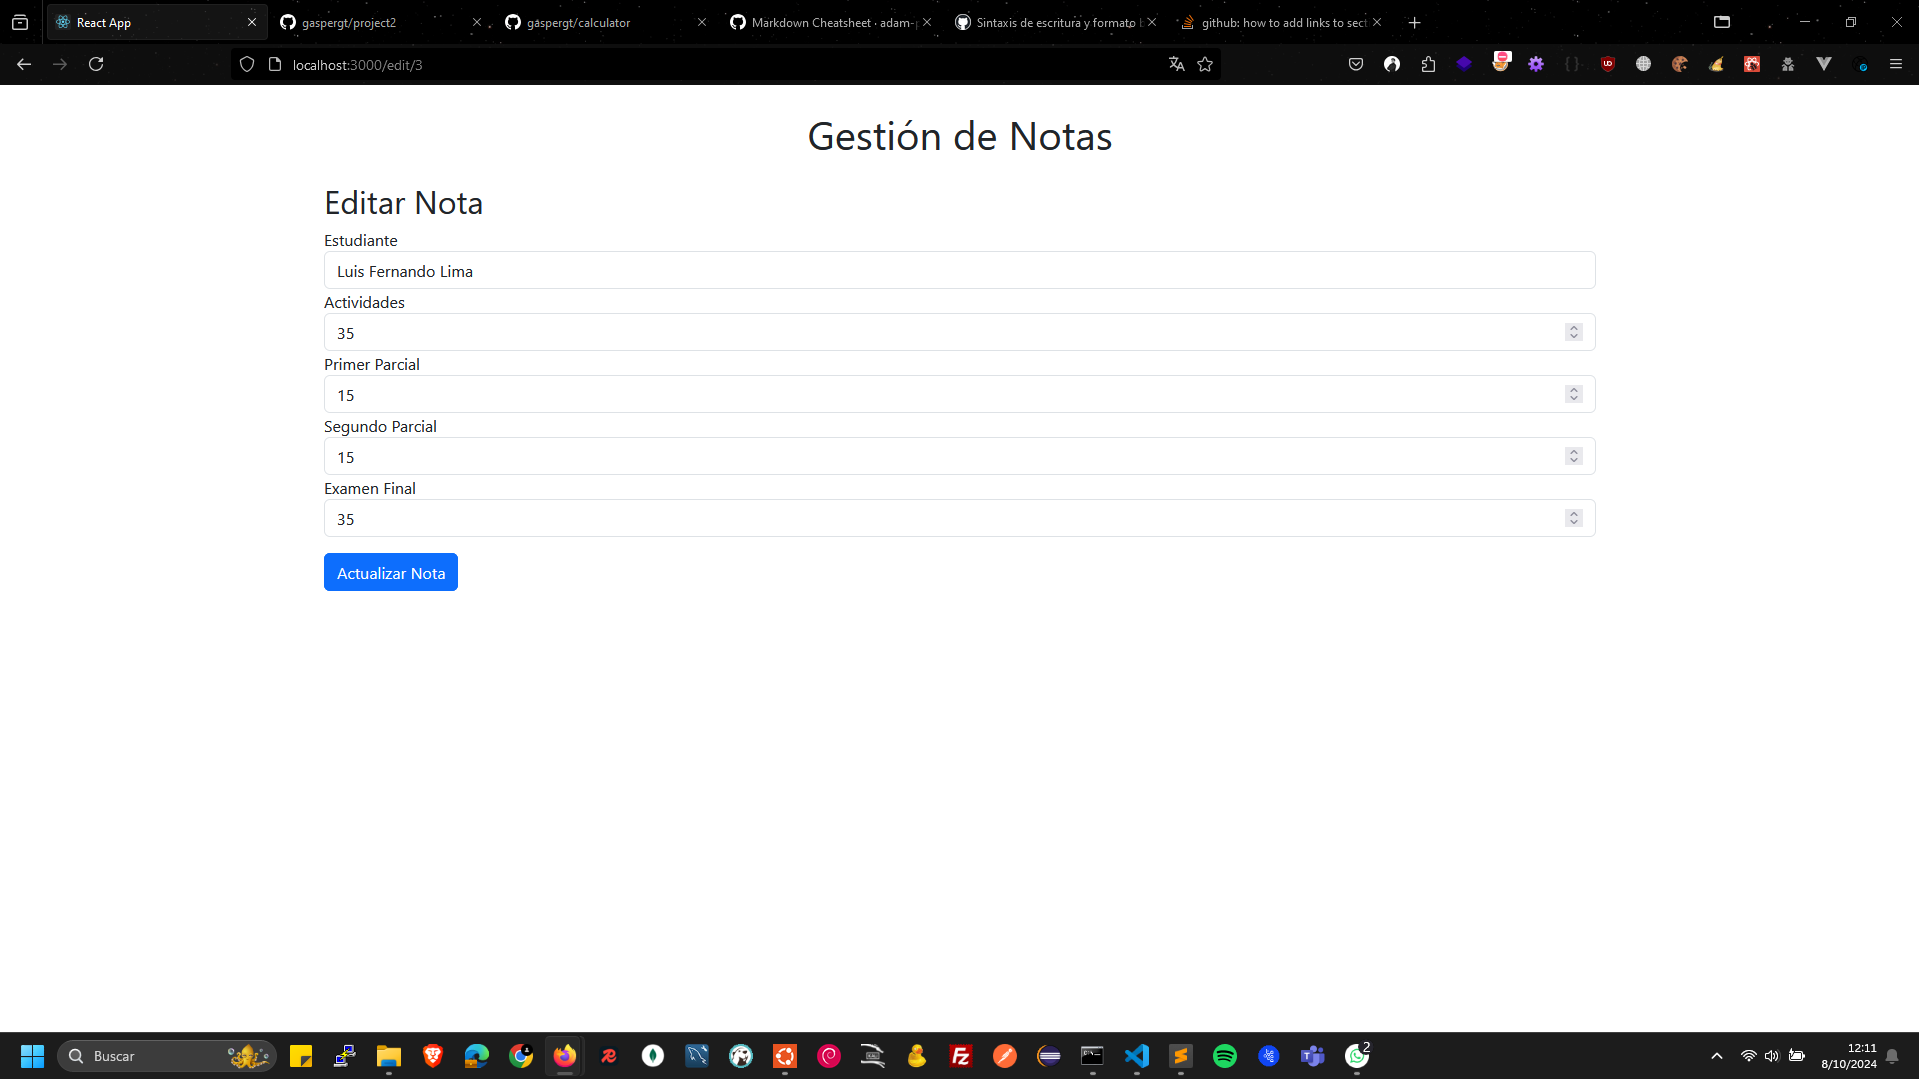 React App
gaspergt/project2
gaspergt/calculator
Markdown Cheatsheet · adam-p
Sintaxis de escritura y formato b
github: how to add links to sect
localhost:3000/edit/3
Gestión de Notas
Editar Nota
Estudiante
Luis Fernando Lima
Actividades
35
Primer Parcial
15
Segundo Parcial
15
Examen Final
35
Actualizar Nota
Buscar
2
12:11
8/10/2024